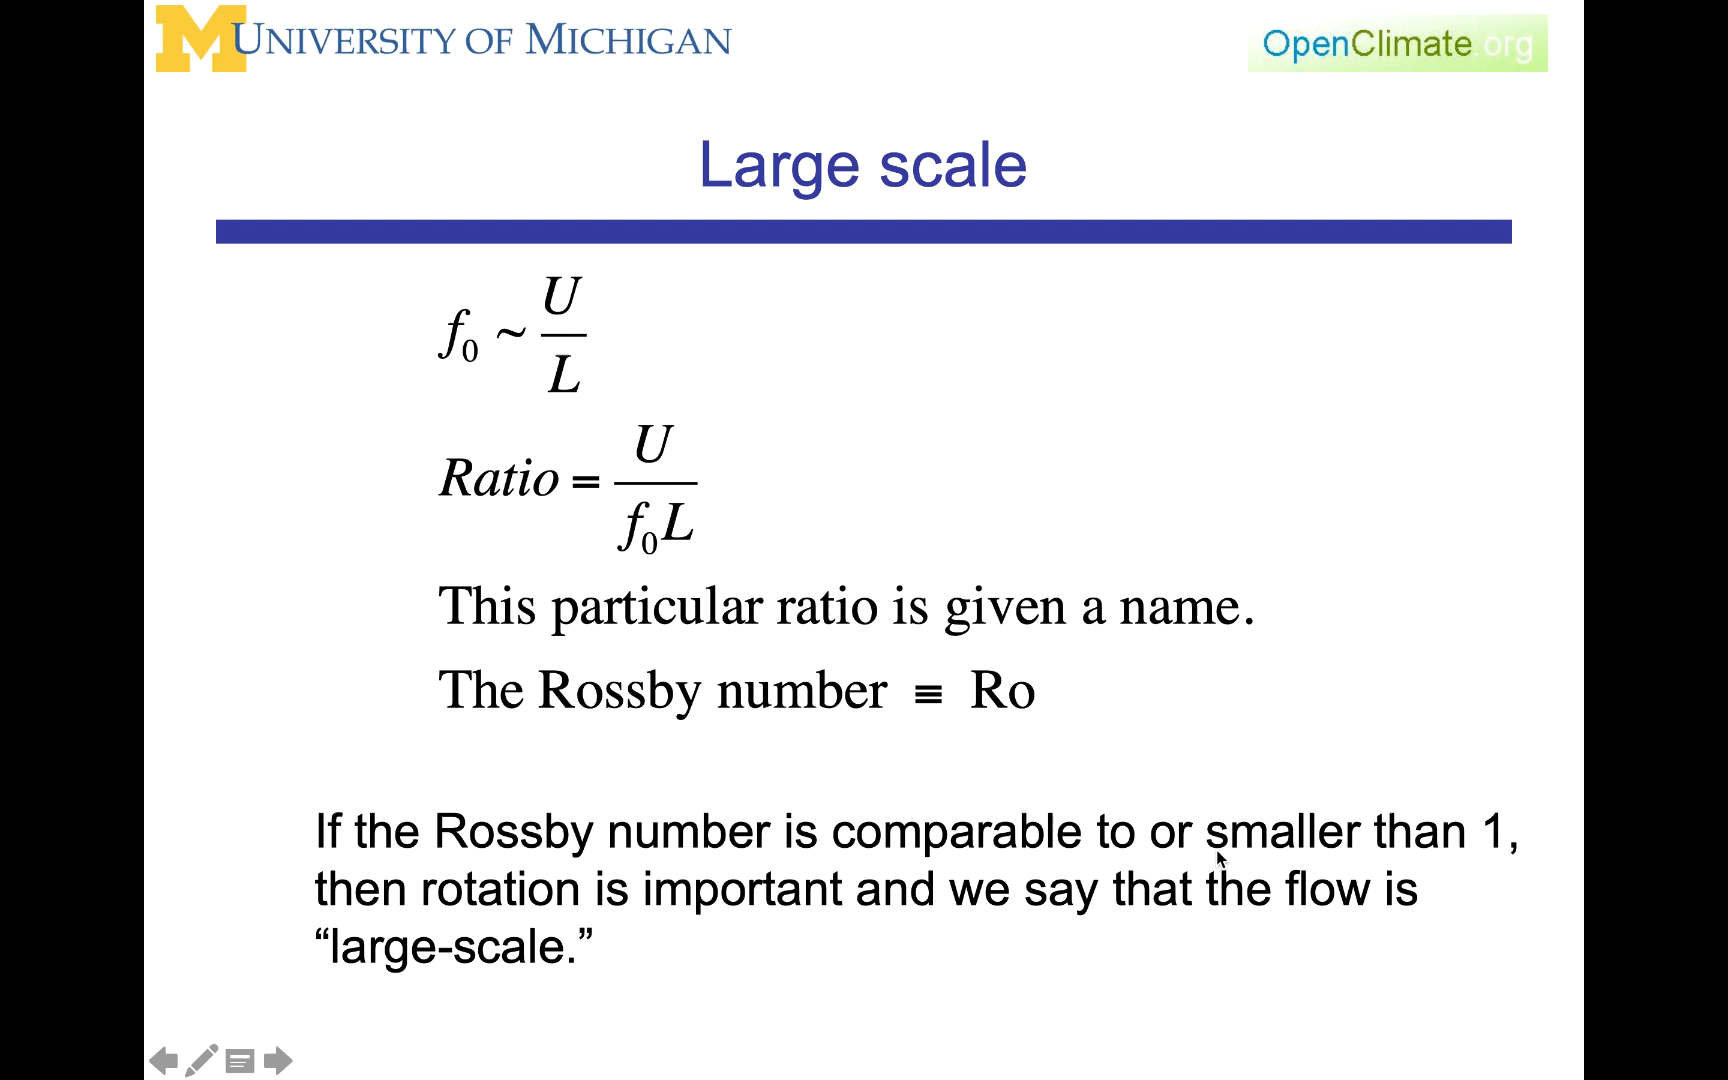 M UNIVERSITY OF MICHIGAN
OpenClimate.org
Large scale
f₀ ~ U/L
Ratio = U/(f₀L)
This particular ratio is given a name.
The Rossby number ≡ Ro
If the Rossby number is comparable to or smaller than 1,
then rotation is important and we say that the flow is
“large-scale.”